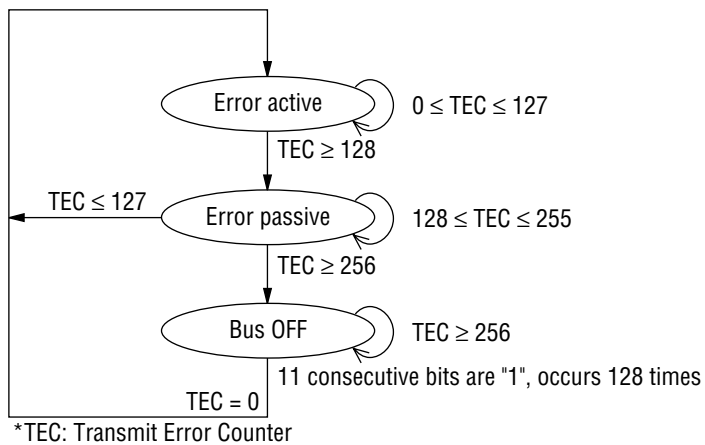 Error active
0 ≤ TEC ≤ 127
TEC ≥ 128
TEC ≤ 127
Error passive
128 ≤ TEC ≤ 255
TEC ≥ 256
Bus OFF
TEC ≥ 256
11 consecutive bits are "1", occurs 128 times
TEC = 0
*TEC: Transmit Error Counter